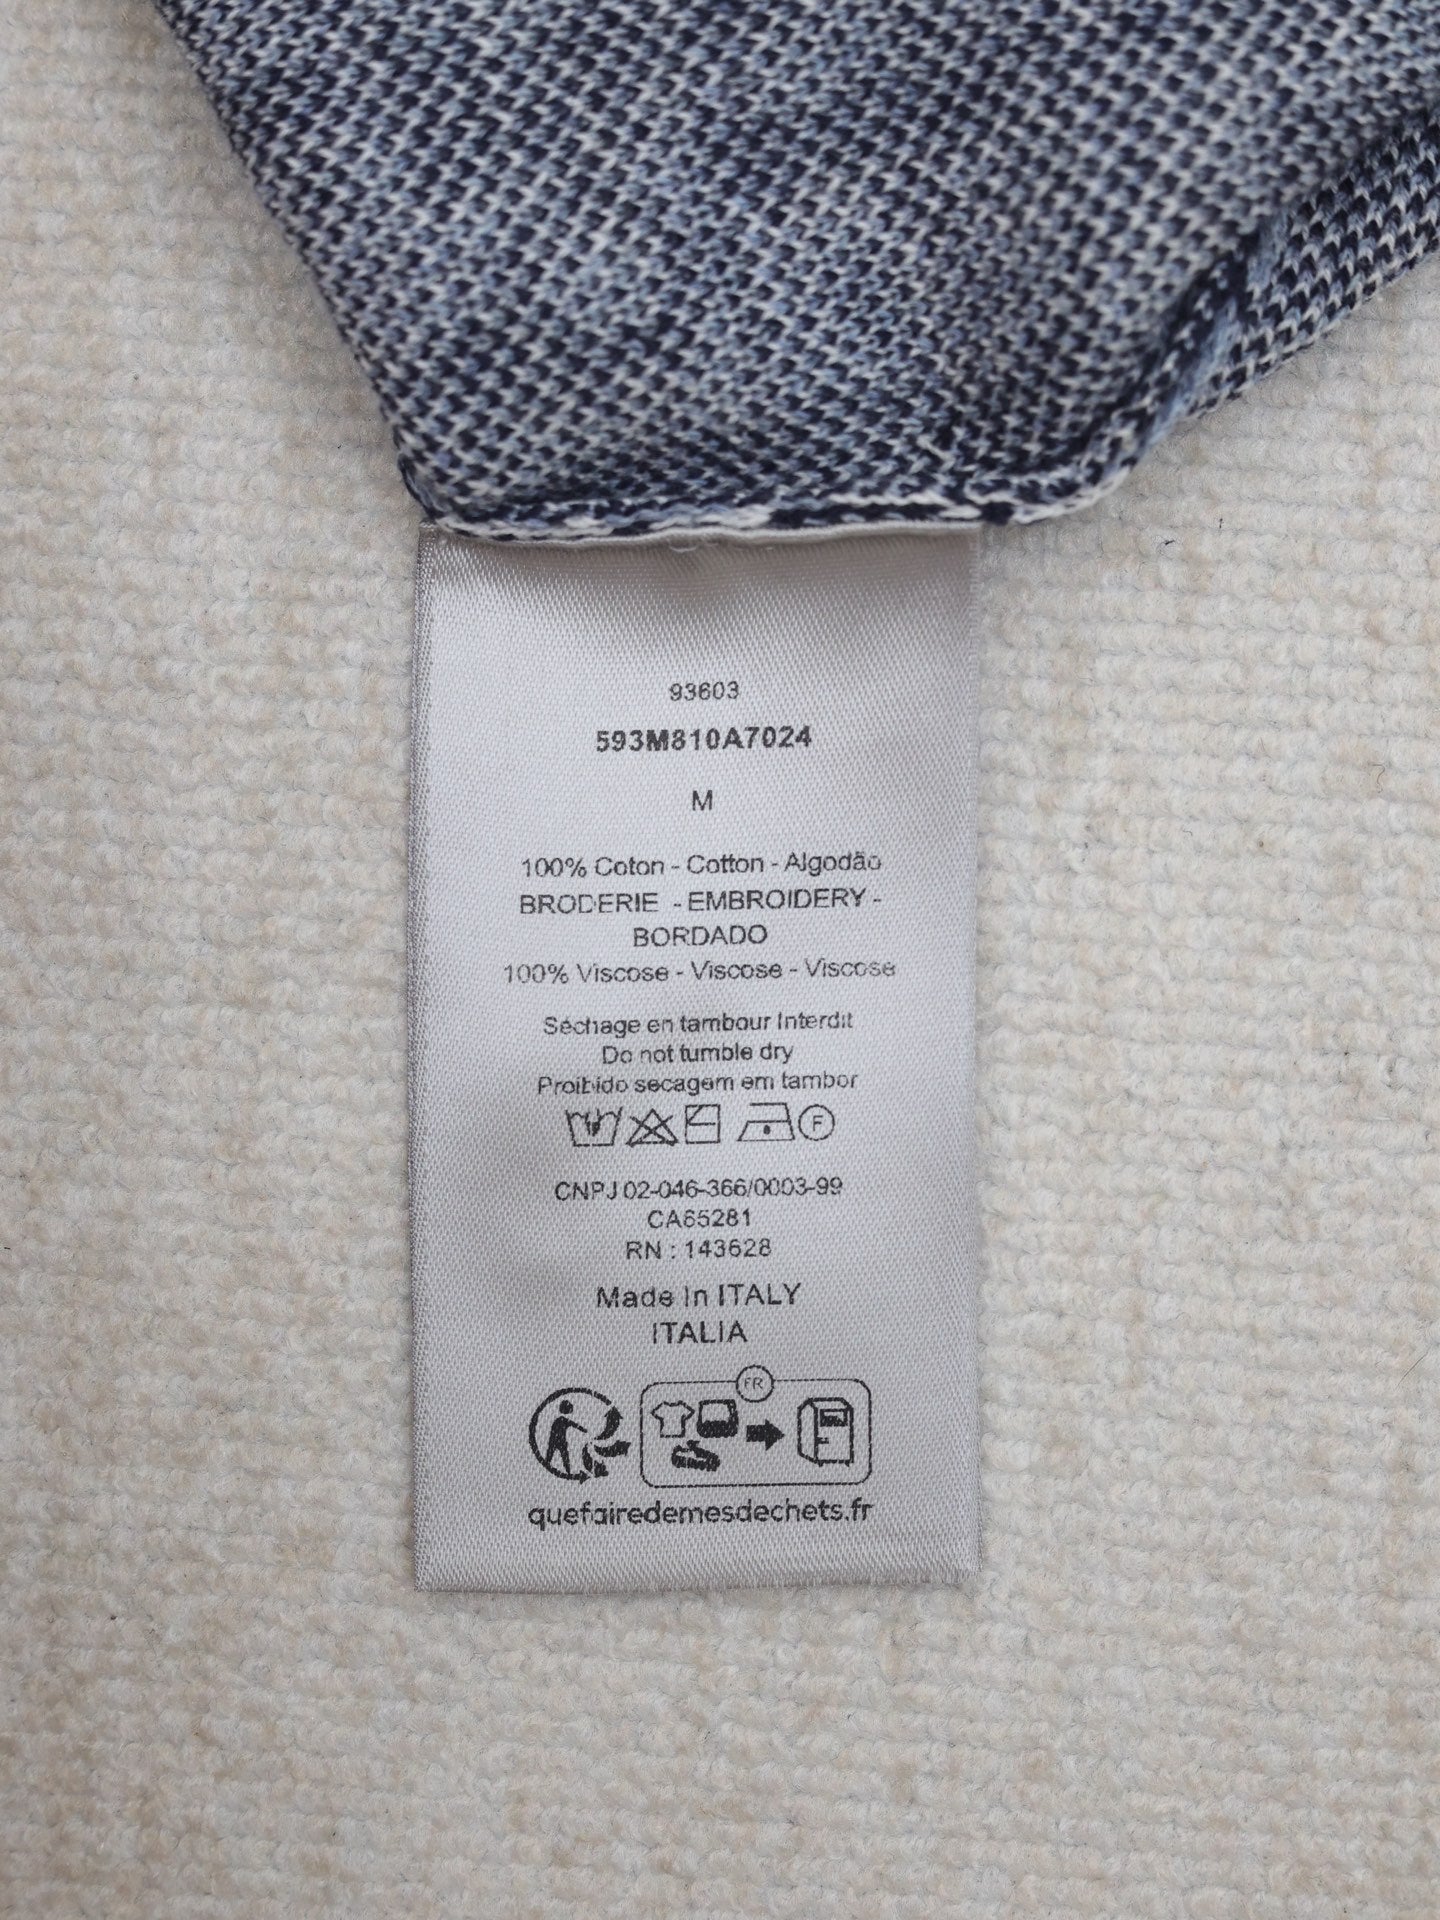 93603
593M810A7024
M
100% Coton - Cotton - Algodão
BRODERIE - EMBROIDERY -
BORDADO
100% Viscose - Viscose - Viscose
Séchage en tambour Interdit
Do not tumble dry
Proibido secagem em tambor
F
CNPJ 02-046-366/0003-99
CA65281
RN : 143628
Made In ITALY
ITALIA
FR
quefairedemesdechets.fr